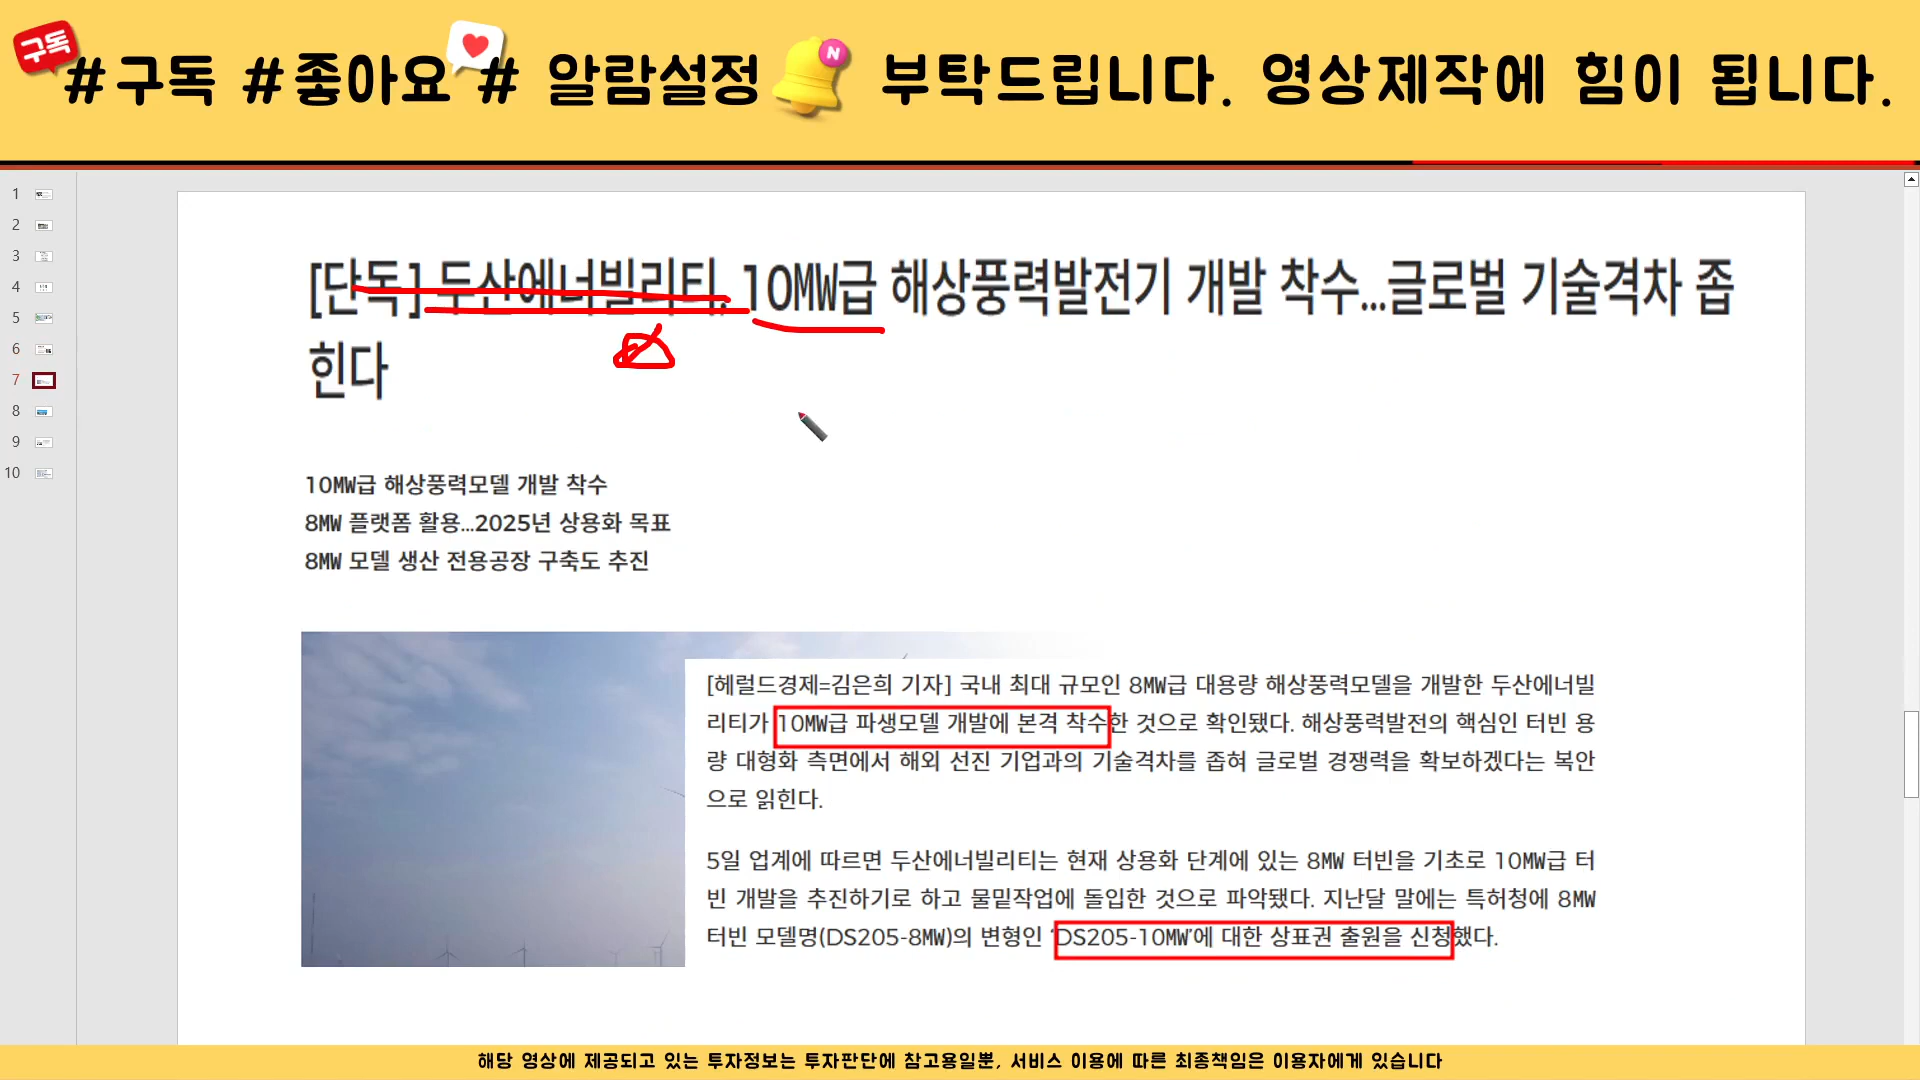 구독
#구독 #좋아요 # 알람설정 N 부탁드립니다. 영상제작에 힘이 됩니다.
1
2
3
4
5
6
7
8
9
10
[단독] 두산에너빌리티, 10MW급 해상풍력발전기 개발 착수...글로벌 기술격차 좁
힌다
10MW급 해상풍력모델 개발 착수
8MW 플랫폼 활용...2025년 상용화 목표
8MW 모델 생산 전용공장 구축도 추진
[헤럴드경제=김은희 기자] 국내 최대 규모인 8MW급 대용량 해상풍력모델을 개발한 두산에너빌
리티가 10MW급 파생모델 개발에 본격 착수한 것으로 확인됐다. 해상풍력발전의 핵심인 터빈 용
량 대형화 측면에서 해외 선진 기업과의 기술격차를 좁혀 글로벌 경쟁력을 확보하겠다는 복안
으로 읽힌다.
5일 업계에 따르면 두산에너빌리티는 현재 상용화 단계에 있는 8MW 터빈을 기초로 10MW급 터
빈 개발을 추진하기로 하고 물밑작업에 돌입한 것으로 파악됐다. 지난달 말에는 특허청에 8MW
터빈 모델명(DS205-8MW)의 변형인 'DS205-10MW'에 대한 상표권 출원을 신청했다.
해당 영상에 제공되고 있는 투자정보는 투자판단에 참고용일뿐, 서비스 이용에 따른 최종책임은 이용자에게 있습니다